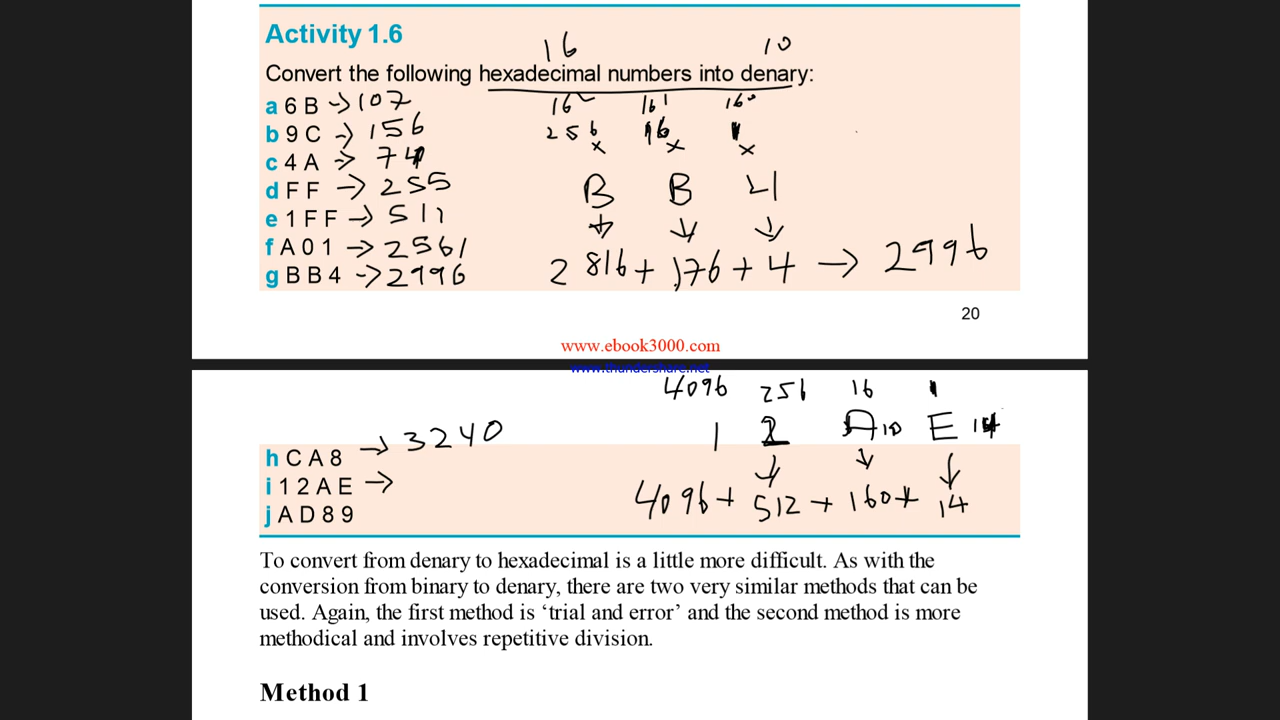 Activity 1.6
16 10
Convert the following hexadecimal numbers into denary:
a 6 B → 107
16² 16¹ 16⁰
b 9 C → 156
256 16 1
x x x
c 4 A → 74
d F F → 255
B B 4
e 1 F F → 511
f A 0 1 → 2561
g B B 4 → 2996
2816 + 176 + 4 → 2996
20
www.ebook3000.com
www.thundershare.net
4096 256 16 1
1 2 A 10 E 14
h C A 8 → 3240
i 1 2 A E →
4096 + 512 + 160 + 14
j A D 8 9
To convert from denary to hexadecimal is a little more difficult. As with the
conversion from binary to denary, there are two very similar methods that can be
used. Again, the first method is ‘trial and error’ and the second method is more
methodical and involves repetitive division.
Method 1